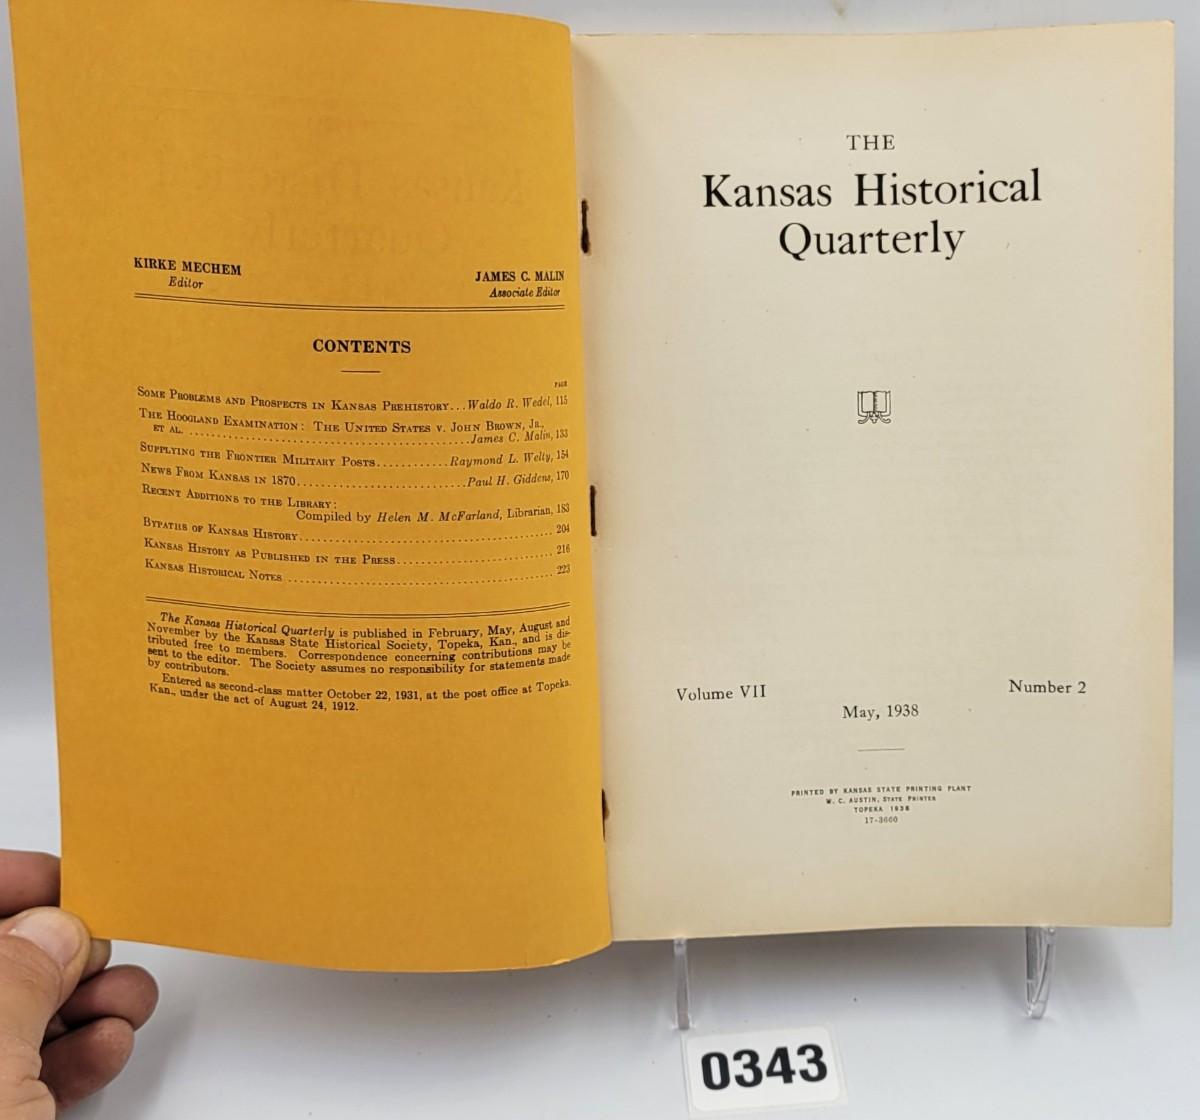 KIRKE MECHEM
Editor
JAMES C. MALIN
Associate Editor
CONTENTS
PAGE
SOME PROBLEMS AND PROSPECTS IN KANSAS PREHISTORY...Waldo R. Wedel, 115
THE HOOGLAND EXAMINATION: THE UNITED STATES V. JOHN BROWN, JR.,
ET AL. ................................................James C. Malin, 133
SUPPLYING THE FRONTIER MILITARY POSTS............Raymond L. Welty, 154
NEWS FROM KANSAS IN 1870............................Paul H. Giddens, 170
RECENT ADDITIONS TO THE LIBRARY:
Compiled by Helen M. McFarland, Librarian, 183
BYPATHS OF KANSAS HISTORY........................................... 204
KANSAS HISTORY AS PUBLISHED IN THE PRESS.......................... 216
KANSAS HISTORICAL NOTES ............................................. 223
The Kansas Historical Quarterly is published in February, May, August and
November by the Kansas State Historical Society, Topeka, Kan., and is dis-
tributed free to members. Correspondence concerning contributions may be
sent to the editor. The Society assumes no responsibility for statements made
by contributors.
Entered as second-class matter October 22, 1931, at the post office at Topeka,
Kan., under the act of August 24, 1912.
THE
Kansas Historical
Quarterly
Volume VII
Number 2
May, 1938
PRINTED BY KANSAS STATE PRINTING PLANT
W. C. AUSTIN, STATE PRINTER
TOPEKA 1938
17-3660
0343